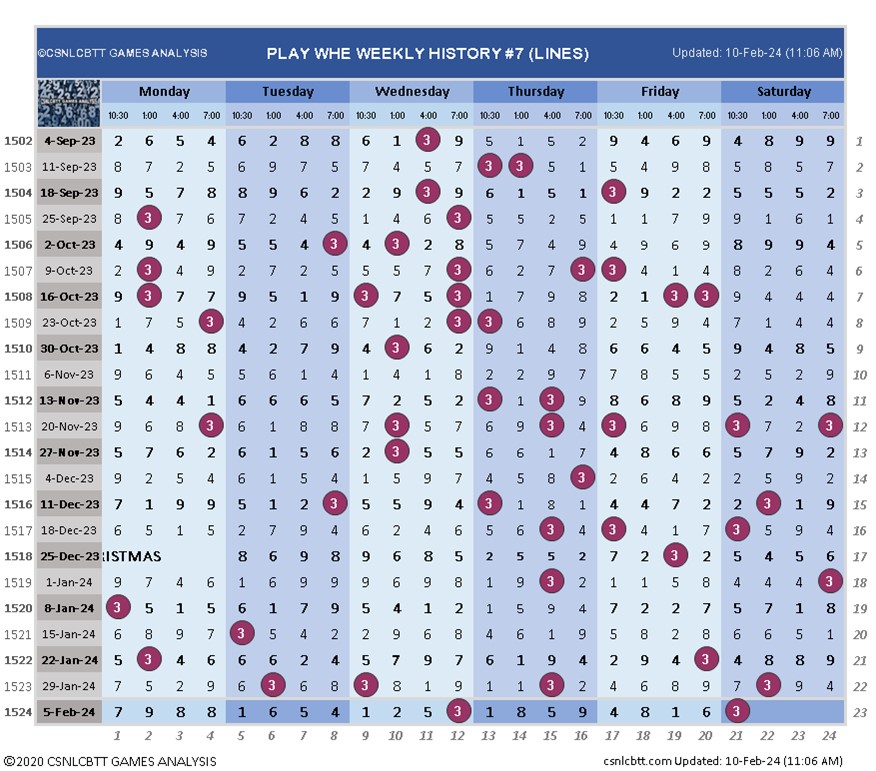 ©CSNLCBTT GAMES ANALYSIS PLAY WHE WEEKLY HISTORY #7 (LINES) Updated: 10-Feb-24 (11:06 AM)
Monday Tuesday Wednesday Thursday Friday Saturday
10:30 1:00 4:00 7:00 10:30 1:00 4:00 7:00 10:30 1:00 4:00 7:00 10:30 1:00 4:00 7:00 10:30 1:00 4:00 7:00 10:30 1:00 4:00 7:00
1502 4-Sep-23 2 6 5 4 6 2 8 8 6 1 3 9 5 1 5 2 9 4 6 9 4 8 9 9 1
1503 11-Sep-23 8 7 2 5 6 9 7 5 7 4 5 7 3 3 5 1 5 4 9 8 5 8 5 7 2
1504 18-Sep-23 9 5 7 8 8 9 6 2 2 9 3 9 6 1 5 1 3 9 2 2 5 5 5 2 3
1505 25-Sep-23 8 3 7 6 7 2 4 5 1 4 6 3 5 5 2 5 1 1 7 9 9 1 6 1 4
1506 2-Oct-23 4 9 4 9 5 5 4 3 4 3 2 8 5 7 4 9 4 9 6 9 8 9 9 4 5
1507 9-Oct-23 2 3 4 9 2 7 2 5 5 5 7 3 6 2 7 3 3 4 1 4 8 2 6 4 6
1508 16-Oct-23 9 3 7 7 9 5 1 9 3 7 5 3 1 7 9 8 2 1 3 3 9 4 4 4 7
1509 23-Oct-23 1 7 5 3 4 2 6 6 7 1 2 3 3 6 8 9 2 5 9 4 7 1 4 4 8
1510 30-Oct-23 1 4 8 8 4 2 7 9 4 3 6 2 9 1 4 8 6 6 4 5 9 4 8 5 9
1511 6-Nov-23 9 6 4 5 5 6 1 4 1 4 1 8 2 2 9 7 7 8 5 5 2 5 2 9 10
1512 13-Nov-23 5 4 4 1 6 6 6 5 7 2 5 2 3 1 3 9 8 6 8 9 5 2 4 8 11
1513 20-Nov-23 9 6 8 3 6 1 8 8 7 3 5 7 6 9 3 4 3 6 9 8 3 7 2 3 12
1514 27-Nov-23 5 7 6 2 6 1 5 6 2 3 5 5 6 6 1 7 4 8 6 6 5 7 9 2 13
1515 4-Dec-23 9 2 5 4 6 1 5 4 1 5 9 7 4 5 8 3 2 6 4 2 2 5 9 2 14
1516 11-Dec-23 7 1 9 9 5 1 2 3 5 5 9 4 3 1 8 1 4 4 7 2 2 3 1 9 15
1517 18-Dec-23 6 5 1 5 2 7 9 4 6 2 4 6 2 5 3 4 3 4 1 7 3 5 9 4 16
1518 25-Dec-23 RISTMAS 8 6 9 8 9 6 8 5 2 5 5 2 7 2 3 2 5 4 5 6 17
1519 1-Jan-24 9 7 4 6 1 6 9 9 9 6 8 8 1 9 3 2 1 1 5 8 4 4 4 3 18
1520 8-Jan-24 3 5 1 5 6 1 7 9 5 4 1 2 1 5 9 4 7 2 2 7 5 7 1 8 19
1521 15-Jan-24 6 8 9 7 3 5 4 2 2 9 6 8 4 6 1 9 5 8 2 8 6 6 5 1 20
1522 22-Jan-24 5 3 4 6 6 6 2 4 5 7 9 7 6 1 9 4 2 9 4 3 4 8 8 9 21
1523 29-Jan-24 7 5 2 9 6 3 6 8 3 8 1 9 1 1 3 2 4 6 8 9 7 3 9 4 22
1524 5-Feb-24 7 9 8 8 1 6 5 4 1 2 5 3 1 8 5 9 4 8 1 6 3 23
1 2 3 4 5 6 7 8 9 10 11 12 13 14 15 16 17 18 19 20 21 22 23 24
©2020 CSNLCBTT GAMES ANALYSIS csnlcbtt.com Updated: 10-Feb-24 (11:06 AM)